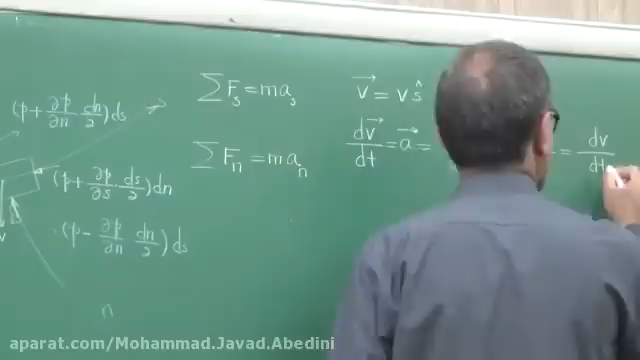 (p + ∂p/∂n dn/2) ds
(p + ∂p/∂s · ds/2) dn
(p - ∂p/∂n dn/2) ds
n
∑ F_s = m a_s
∑ F_n = m a_n
v⃗ = v ŝ
dv⃗/dt = a⃗ =
= dv/dt
aparat.com/Mohammad.Javad.Abedini